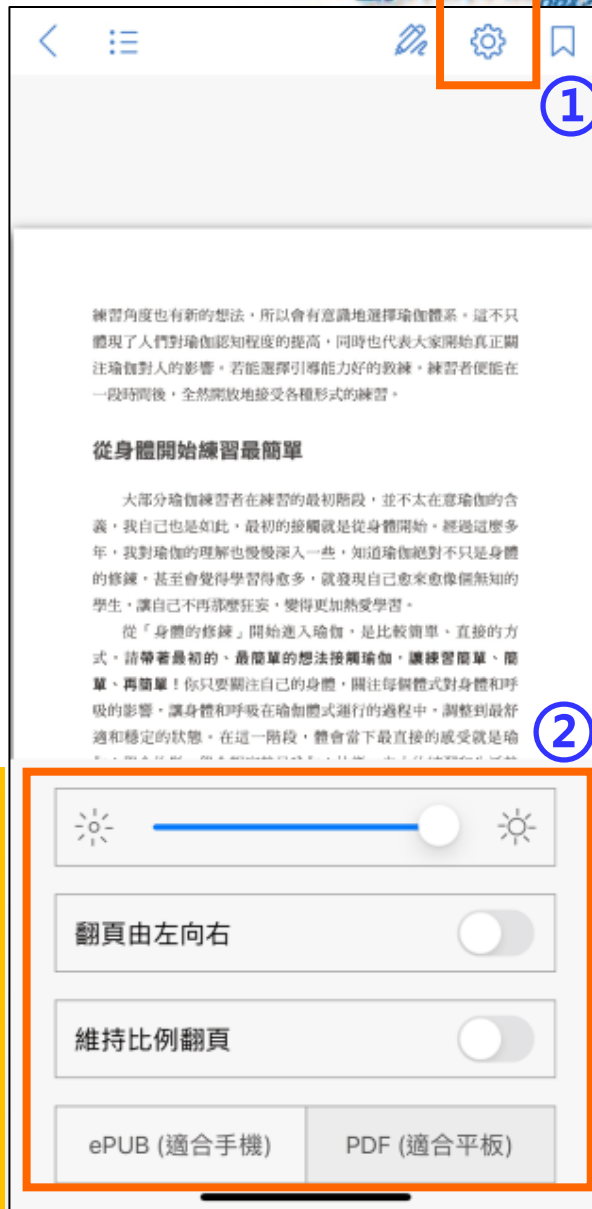 ①
練習角度也有新的想法，所以會有意識地選擇瑜伽體系。這不只
體現了人們對瑜伽認知程度的提高，同時也代表大家開始真正關
注瑜伽對人的影響。若能選擇引導能力好的教練，練習者便能在
一段時間後，全然開放地接受各種形式的練習。
從身體開始練習最簡單
大部分瑜伽練習者在練習的最初階段，並不太在意瑜伽的含
義，我自己也是如此，最初的接觸就是從身體開始。經過這麼多
年，我對瑜伽的理解也慢慢深入一些，知道瑜伽絕對不只是身體
的修鍊，甚至會覺得學習得愈多，就發現自己愈來愈像個無知的
學生，讓自己不再那麼狂妄，變得更加熱愛學習。
從「身體的修鍊」開始進入瑜伽，是比較簡單、直接的方
式。請帶著最初的、最簡單的想法接觸瑜伽，讓練習簡單、簡
單、再簡單！你只要關注自己的身體，關注每個體式對身體和呼
吸的影響，讓身體和呼吸在瑜伽體式運行的過程中，調整到最舒
適和穩定的狀態。在這一階段，體會當下最直接的感受就是瑜
②
翻頁由左向右
維持比例翻頁
ePUB (適合手機)
PDF (適合平板)